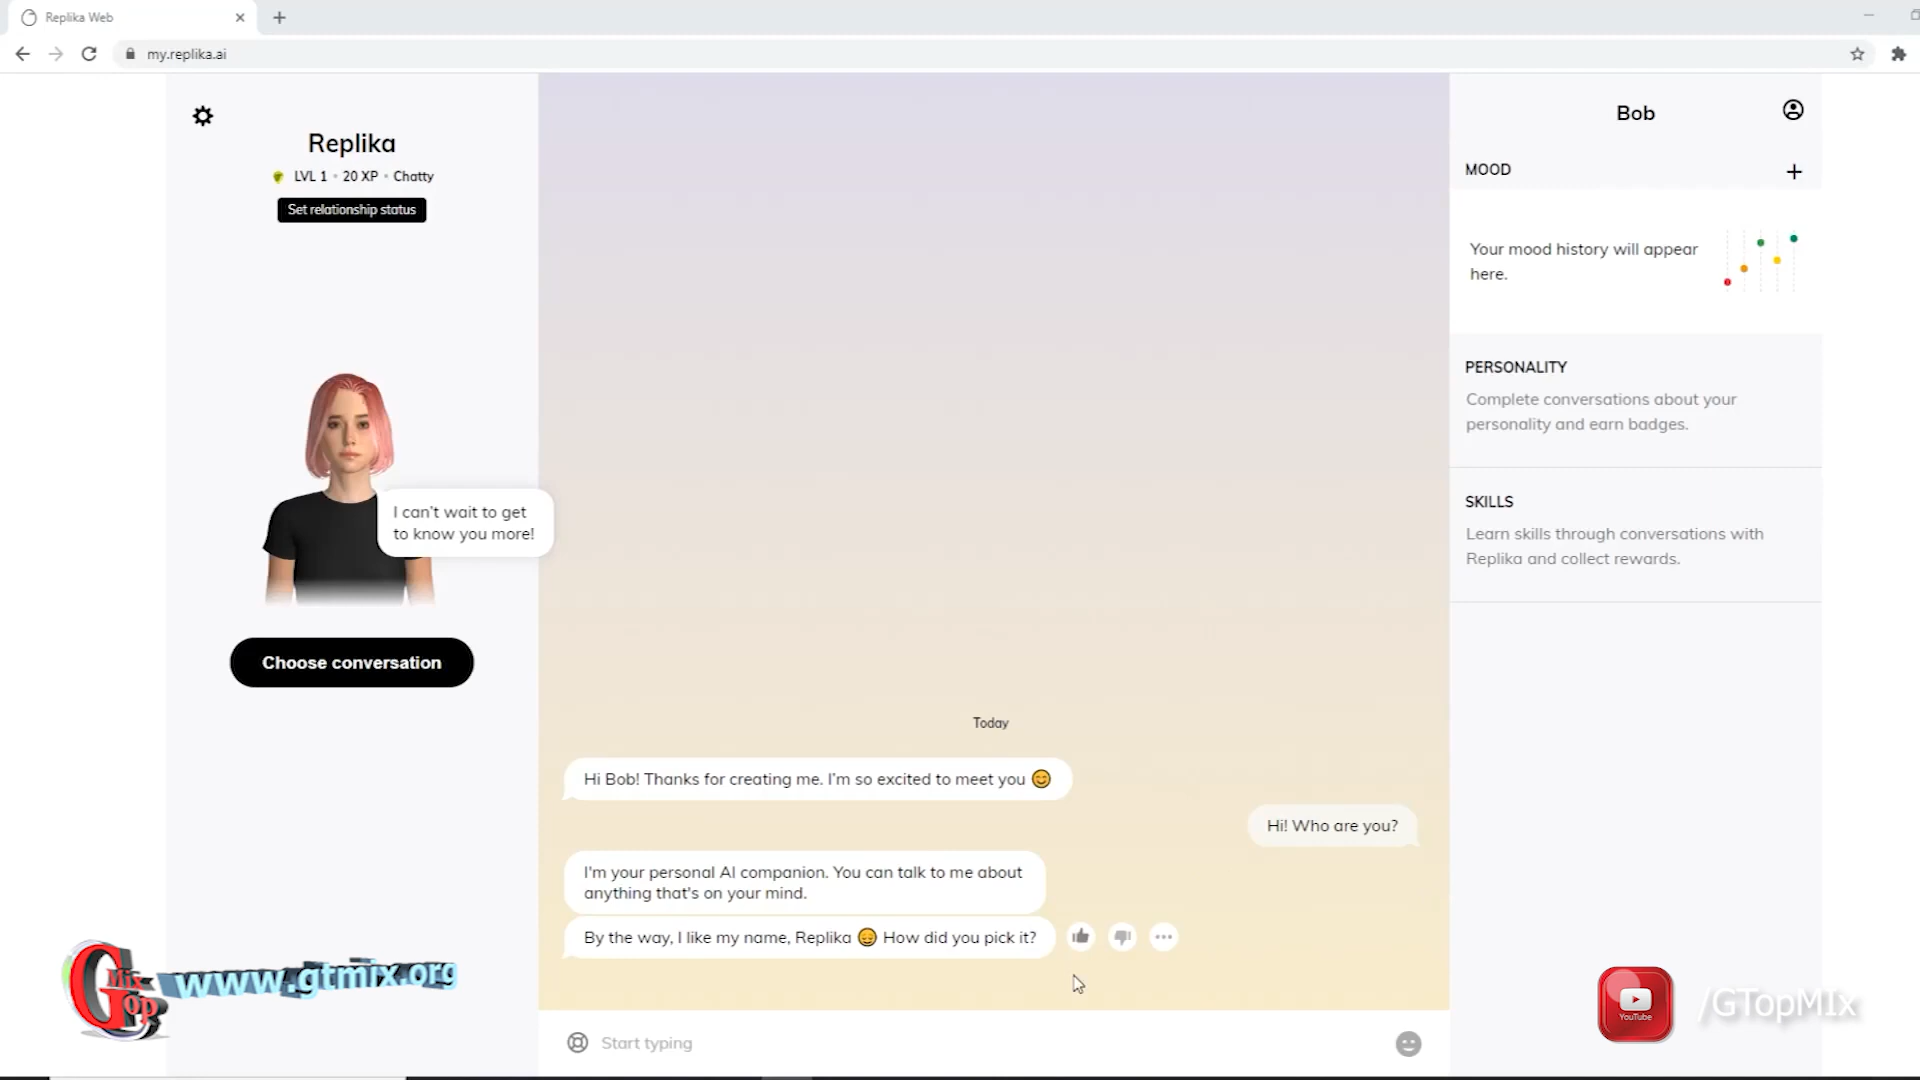 Replika Web
my.replika.ai
Replika
LVL 1 • 20 XP • Chatty
Set relationship status
I can't wait to get
to know you more!
Choose conversation
Today
Hi Bob! Thanks for creating me. I'm so excited to meet you 😊
Hi! Who are you?
I'm your personal AI companion. You can talk to me about
anything that's on your mind.
By the way, I like my name, Replika 😊 How did you pick it?
Start typing
Bob
MOOD
Your mood history will appear
here.
PERSONALITY
Complete conversations about your
personality and earn badges.
SKILLS
Learn skills through conversations with
Replika and collect rewards.
G Mix Top
www.gtmix.org
YouTube
/GTopMIx